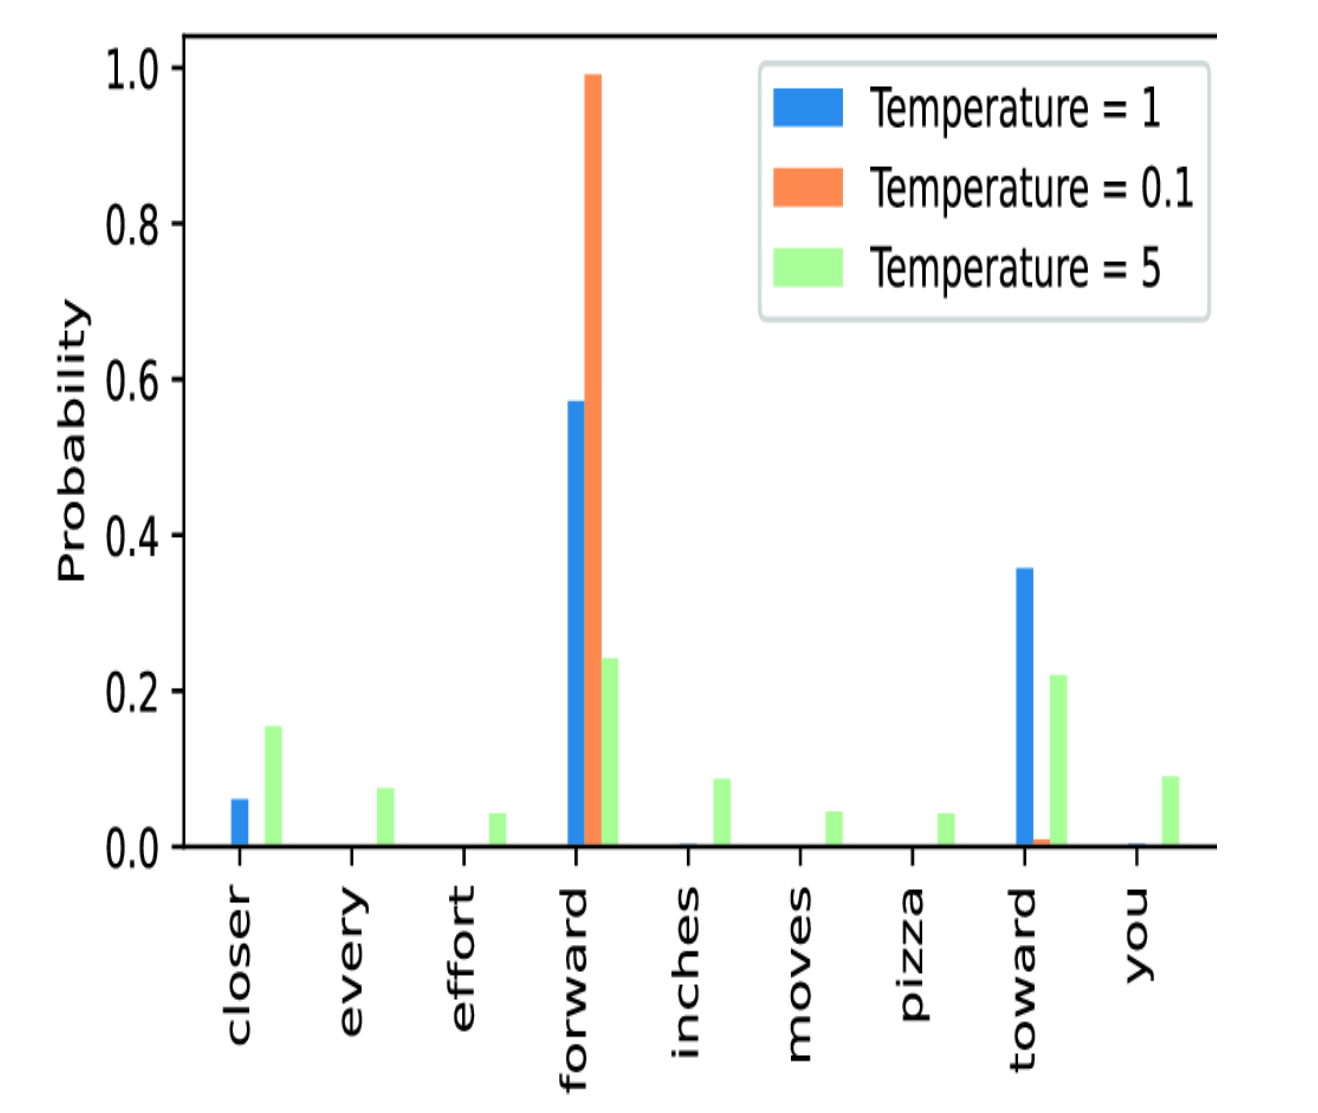 1.0
0.8
0.6
0.4
0.2
0.0
Probability
Temperature = 1
Temperature = 0.1
Temperature = 5
closer
every
effort
forward
inches
moves
pizza
toward
you